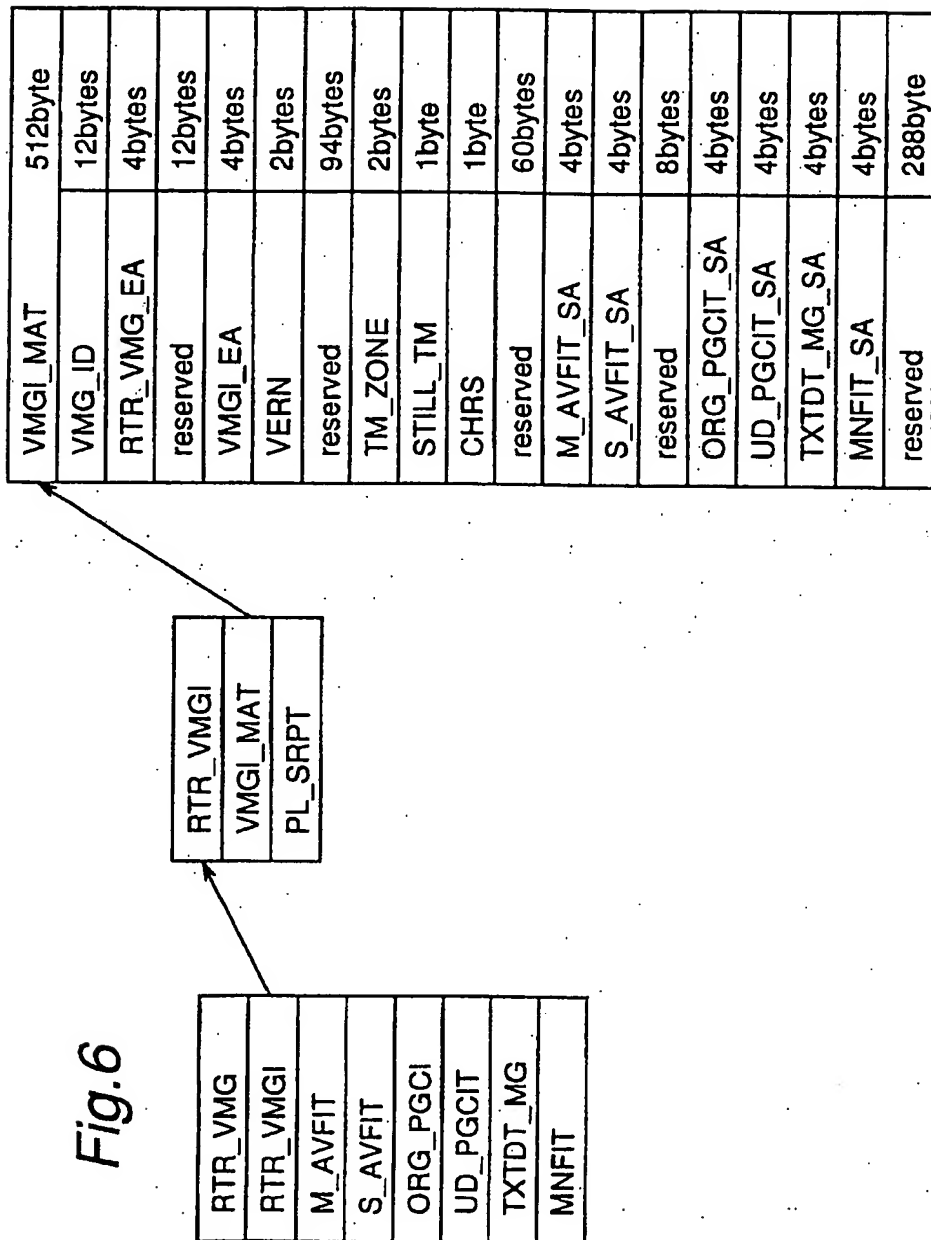 Fig.6
RTR_VMG
RTR_VMGI
M_AVFIT
S_AVFIT
ORG_PGCI
UD_PGCIT
TXTDT_MG
MNFIT
RTR_VMGI
VMGI_MAT
PL_SRPT
VMGI_MAT 512byte
VMG_ID 12bytes
RTR_VMG_EA 4bytes
reserved 12bytes
VMGI_EA 4bytes
VERN 2bytes
reserved 94bytes
TM_ZONE 2bytes
STILL_TM 1byte
CHRS 1byte
reserved 60bytes
M_AVFIT_SA 4bytes
S_AVFIT_SA 4bytes
reserved 8bytes
ORG_PGCIT_SA 4bytes
UD_PGCIT_SA 4bytes
TXTDT_MG_SA 4bytes
MNFIT_SA 4bytes
reserved 288byte